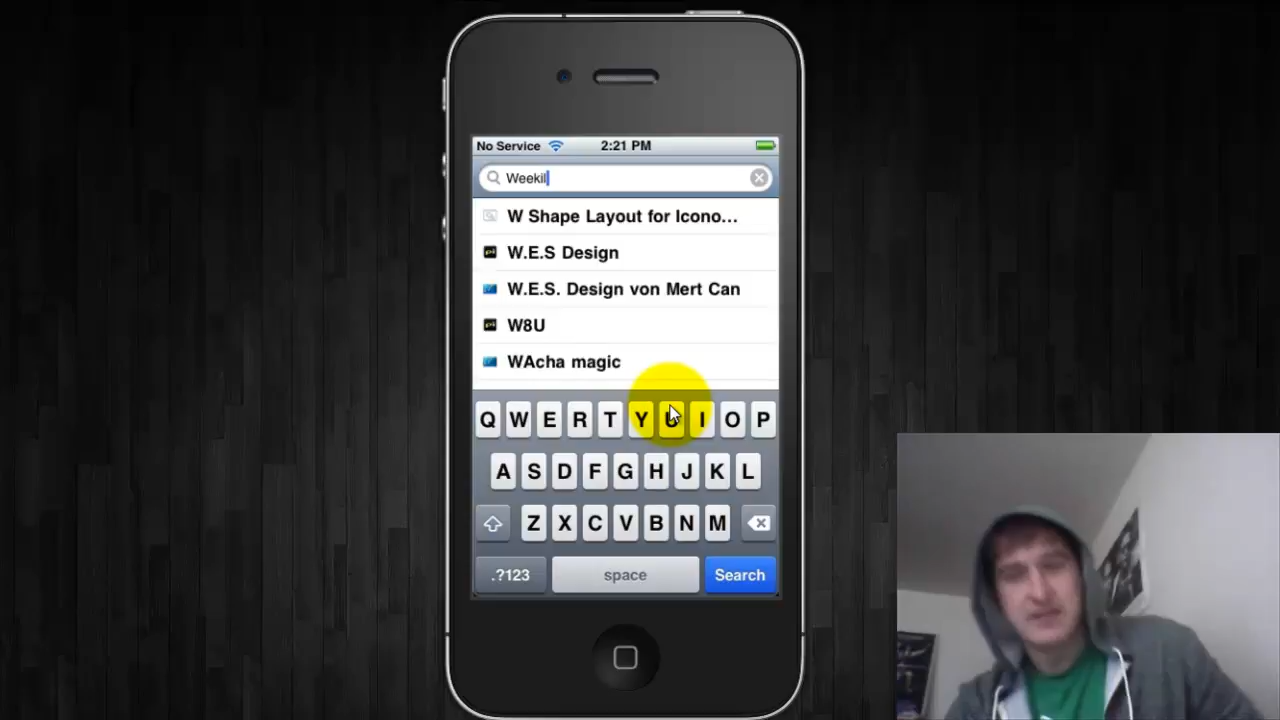 No Service 2:21 PM
Weekil
W Shape Layout for Icono...
W.E.S Design
W.E.S. Design von Mert Can
W8U
WAcha magic
Q W E R T Y U I O P
A S D F G H J K L
Z X C V B N M
.?123 space Search